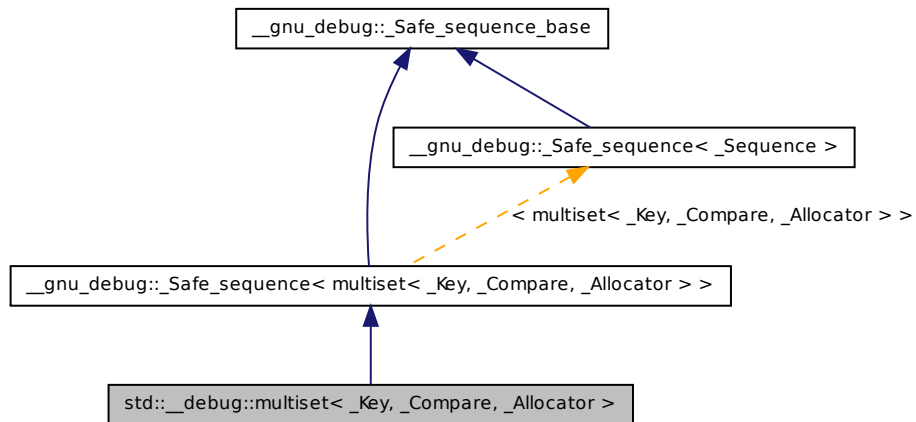 __gnu_debug::_Safe_sequence_base
__gnu_debug::_Safe_sequence< _Sequence >
< multiset< _Key, _Compare, _Allocator > >
__gnu_debug::_Safe_sequence< multiset< _Key, _Compare, _Allocator > >
std::__debug::multiset< _Key, _Compare, _Allocator >